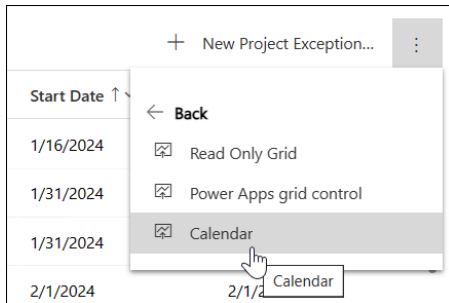 + New Project Exception...
Start Date ↑
← Back
1/16/2024
Read Only Grid
1/31/2024
Power Apps grid control
1/31/2024
Calendar
Calendar
2/1/2024